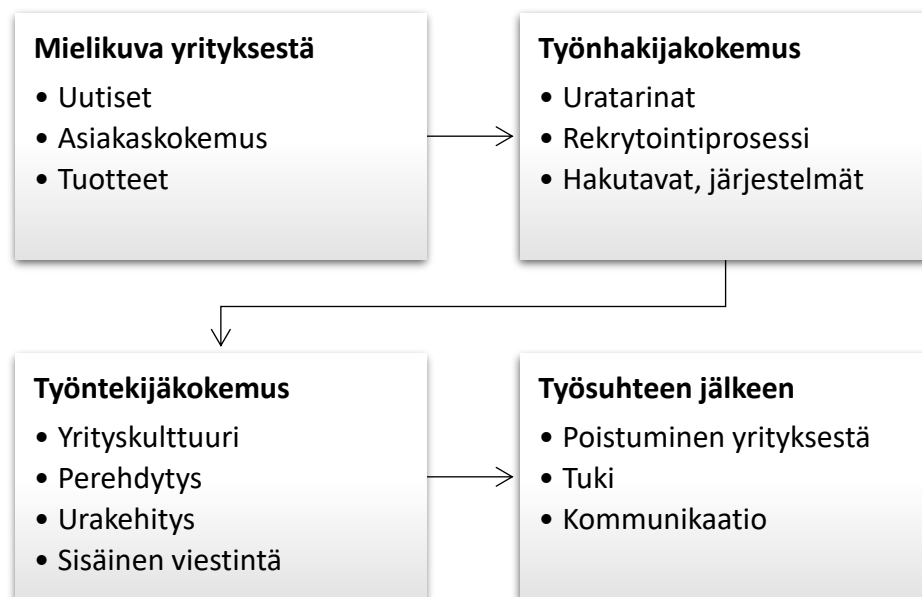 Mielikuva yrityksestä
• Uutiset
• Asiakaskokemus
• Tuotteet
Työnhakijakokemus
• Uratarinat
• Rekrytointiprosessi
• Hakutavat, järjestelmät
Työntekijäkokemus
• Yrityskulttuuri
• Perehdytys
• Urakehitys
• Sisäinen viestintä
Työsuhteen jälkeen
• Poistuminen yrityksestä
• Tuki
• Kommunikaatio